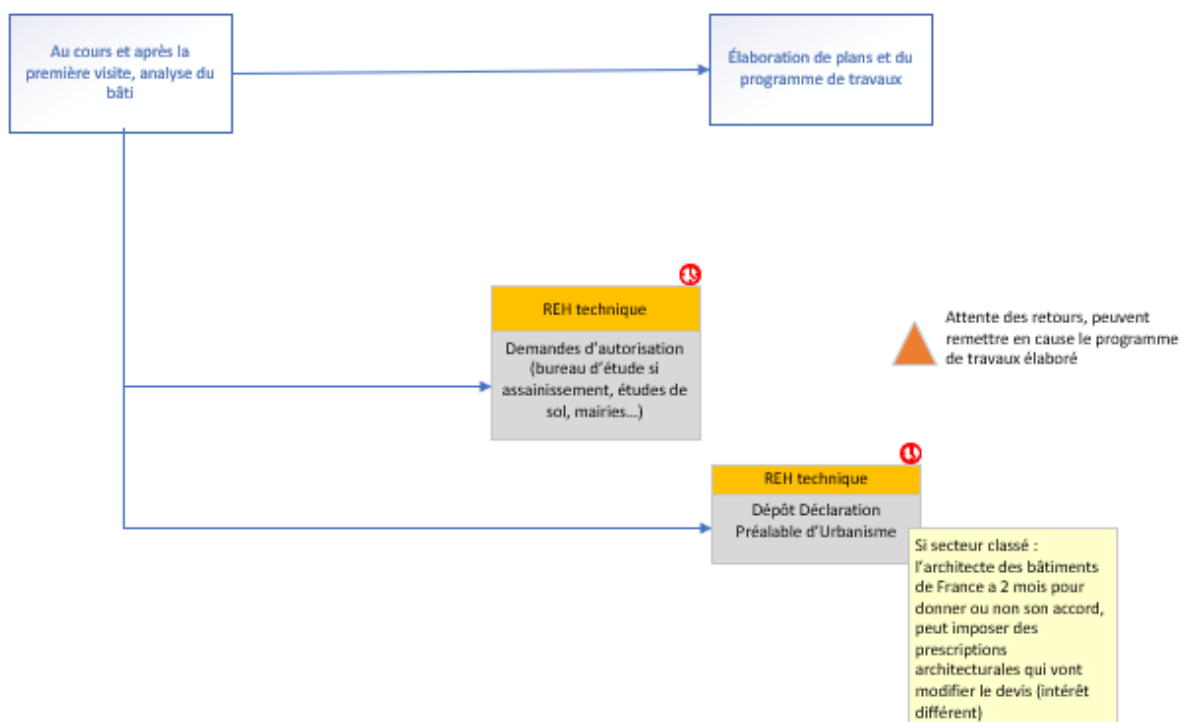 Au cours et après la
première visite, analyse du
bâti
Élaboration de plans et du
programme de travaux
REH technique
Demandes d'autorisation
(bureau d'étude si
assainissement, études de
sol, mairies...)
Attente des retours, peuvent
remettre en cause le programme
de travaux élaboré
REH technique
Dépôt Déclaration
Préalable d'Urbanisme
Si secteur classé :
l'architecte des bâtiments
de France a 2 mois pour
donner ou non son accord,
peut imposer des
prescriptions
architecturales qui vont
modifier le devis (intérêt
différent)